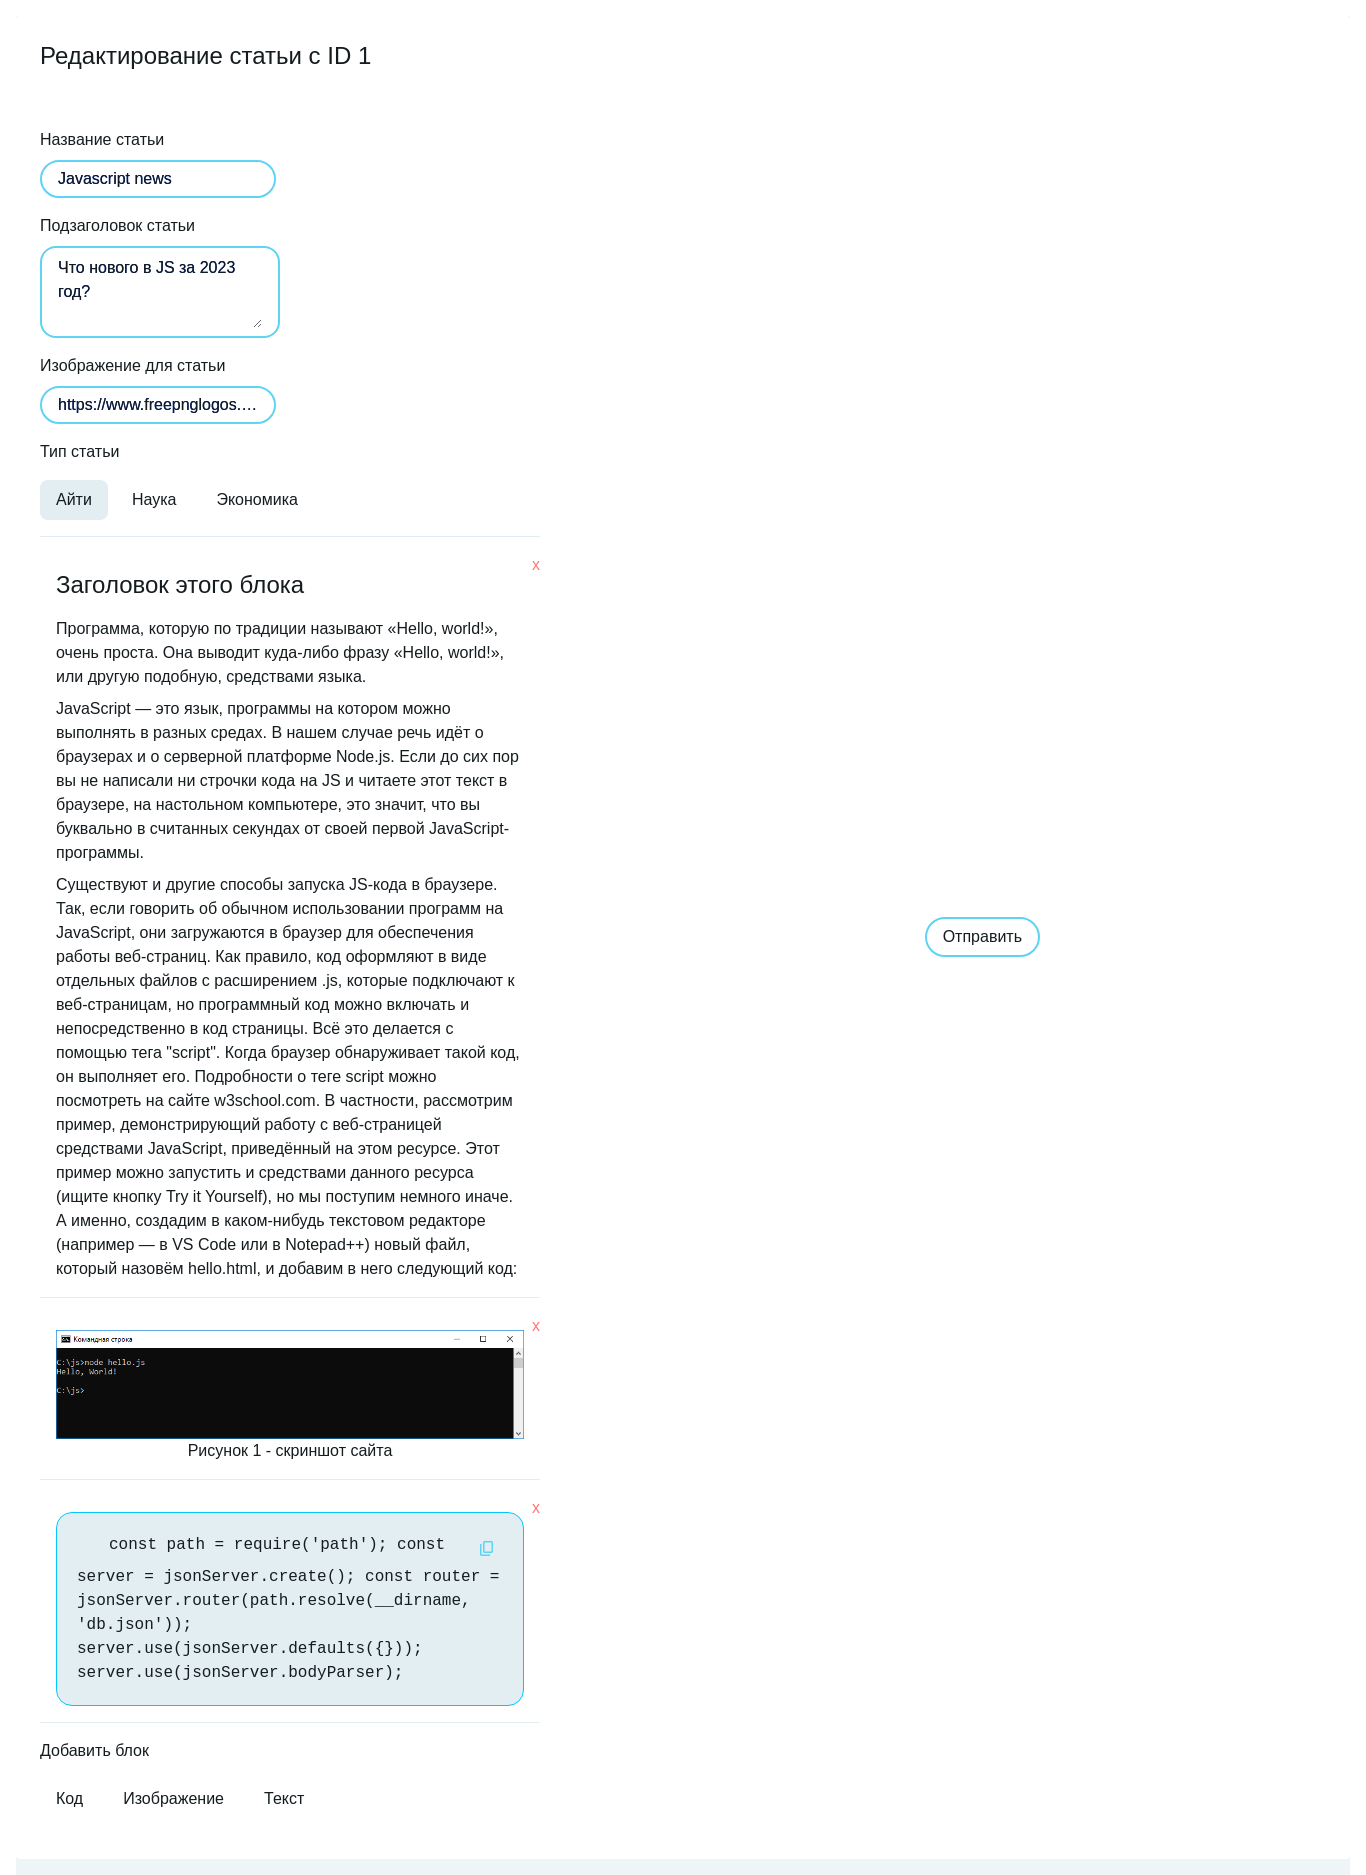 Редактирование статьи с ID 1
Название статьи
Javascript news
Подзаголовок статьи
Что нового в JS за 2023
год?
Изображение для статьи
https://www.freepnglogos.…
Тип статьи
Айти Наука Экономика
x
Заголовок этого блока
Программа, которую по традиции называют «Hello, world!»,
очень проста. Она выводит куда-либо фразу «Hello, world!»,
или другую подобную, средствами языка.
JavaScript — это язык, программы на котором можно
выполнять в разных средах. В нашем случае речь идёт о
браузерах и о серверной платформе Node.js. Если до сих пор
вы не написали ни строчки кода на JS и читаете этот текст в
браузере, на настольном компьютере, это значит, что вы
буквально в считанных секундах от своей первой JavaScript-
программы.
Существуют и другие способы запуска JS-кода в браузере.
Так, если говорить об обычном использовании программ на
JavaScript, они загружаются в браузер для обеспечения
работы веб-страниц. Как правило, код оформляют в виде
отдельных файлов с расширением .js, которые подключают к
веб-страницам, но программный код можно включать и
непосредственно в код страницы. Всё это делается с
помощью тега "script". Когда браузер обнаруживает такой код,
он выполняет его. Подробности о теге script можно
посмотреть на сайте w3school.com. В частности, рассмотрим
пример, демонстрирующий работу с веб-страницей
средствами JavaScript, приведённый на этом ресурсе. Этот
пример можно запустить и средствами данного ресурса
(ищите кнопку Try it Yourself), но мы поступим немного иначе.
А именно, создадим в каком-нибудь текстовом редакторе
(например — в VS Code или в Notepad++) новый файл,
который назовём hello.html, и добавим в него следующий код:
x
Командная строка
C:\js>node hello.js
Hello, World!
C:\js>
Рисунок 1 - скриншот сайта
x
const path = require('path'); const
server = jsonServer.create(); const router =
jsonServer.router(path.resolve(__dirname,
'db.json'));
server.use(jsonServer.defaults({}));
server.use(jsonServer.bodyParser);
Добавить блок
Код Изображение Текст
Отправить